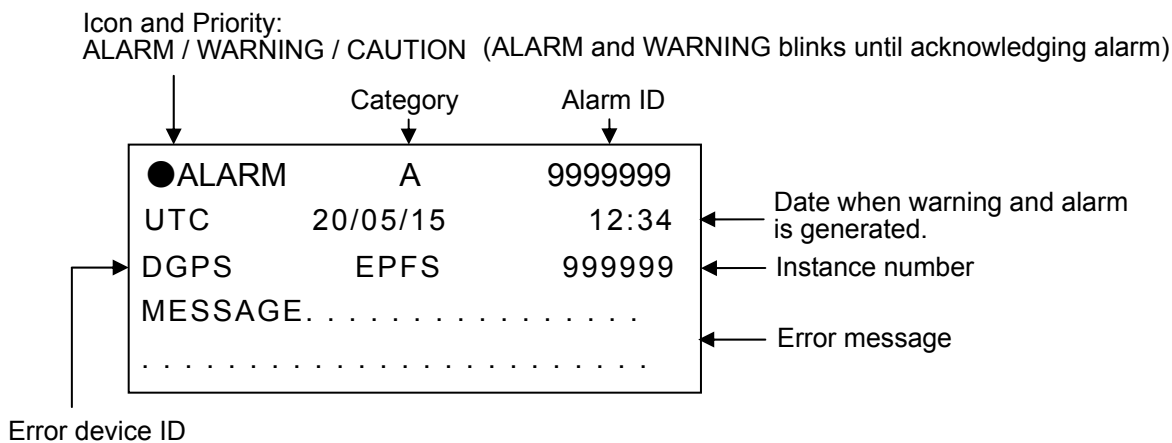 Icon and Priority:
ALARM / WARNING / CAUTION (ALARM and WARNING blinks until acknowledging alarm)
Category Alarm ID
●ALARM A 9999999
UTC 20/05/15 12:34
Date when warning and alarm
is generated.
DGPS EPFS 999999
Instance number
MESSAGE. . . . . . . . . . . . . . . . .
Error message
. . . . . . . . . . . . . . . . . . . . . . . .
Error device ID